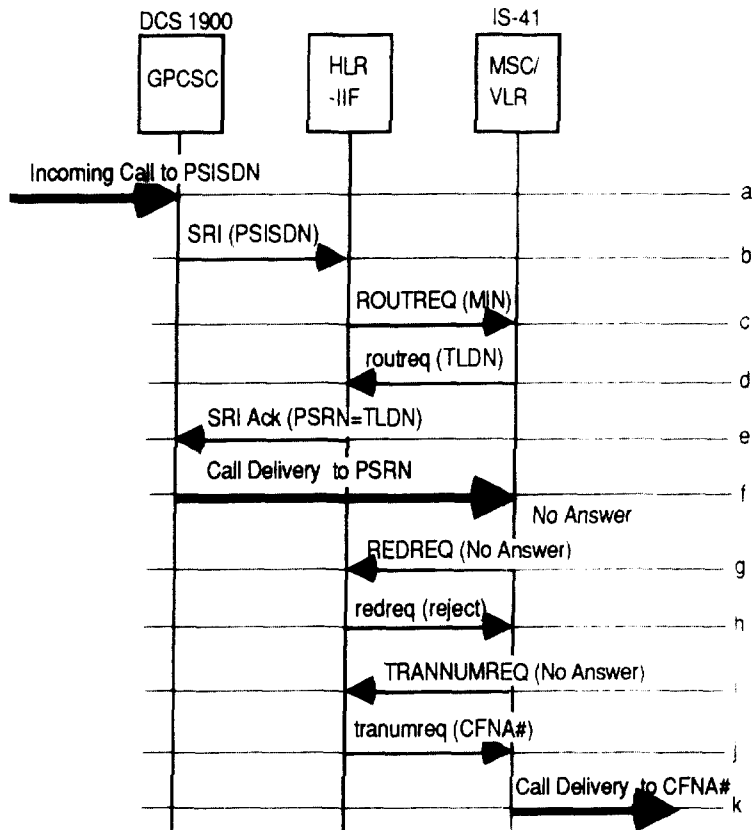 DCS 1900
IS-41
GPCSC
HLR
-IIF
MSC/
VLR
Incoming Call to PSISDN
a
SRI (PSISDN)
b
ROUTREQ (MIN)
c
routreq (TLDN)
d
SRI Ack (PSRN=TLDN)
e
Call Delivery to PSRN
f
No Answer
REDREQ (No Answer)
g
redreq (reject)
h
TRANNUMREQ (No Answer)
i
tranumreq (CFNA#)
j
Call Delivery to CFNA#
k